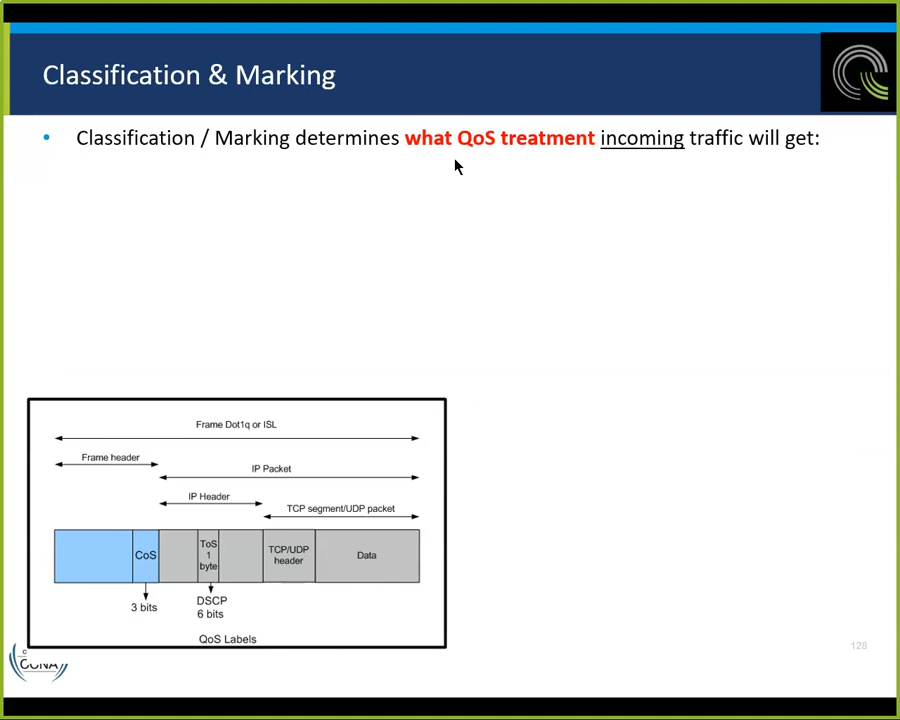 Classification & Marking
• Classification / Marking determines what QoS treatment incoming traffic will get:
Frame Dot1q or ISL
Frame header
IP Packet
IP Header
TCP segment/UDP packet
CoS
ToS
1
byte
TCP/UDP
header
Data
3 bits
DSCP
6 bits
QoS Labels
128
CCNA